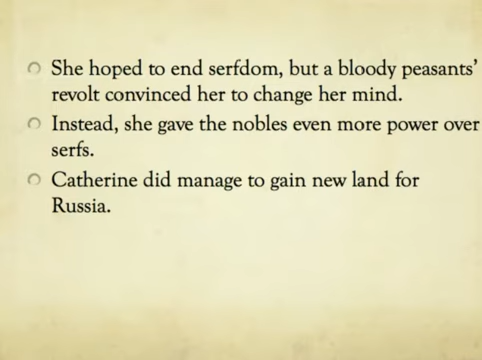 She hoped to end serfdom, but a bloody peasants'
revolt convinced her to change her mind.
Instead, she gave the nobles even more power over
serfs.
Catherine did manage to gain new land for
Russia.